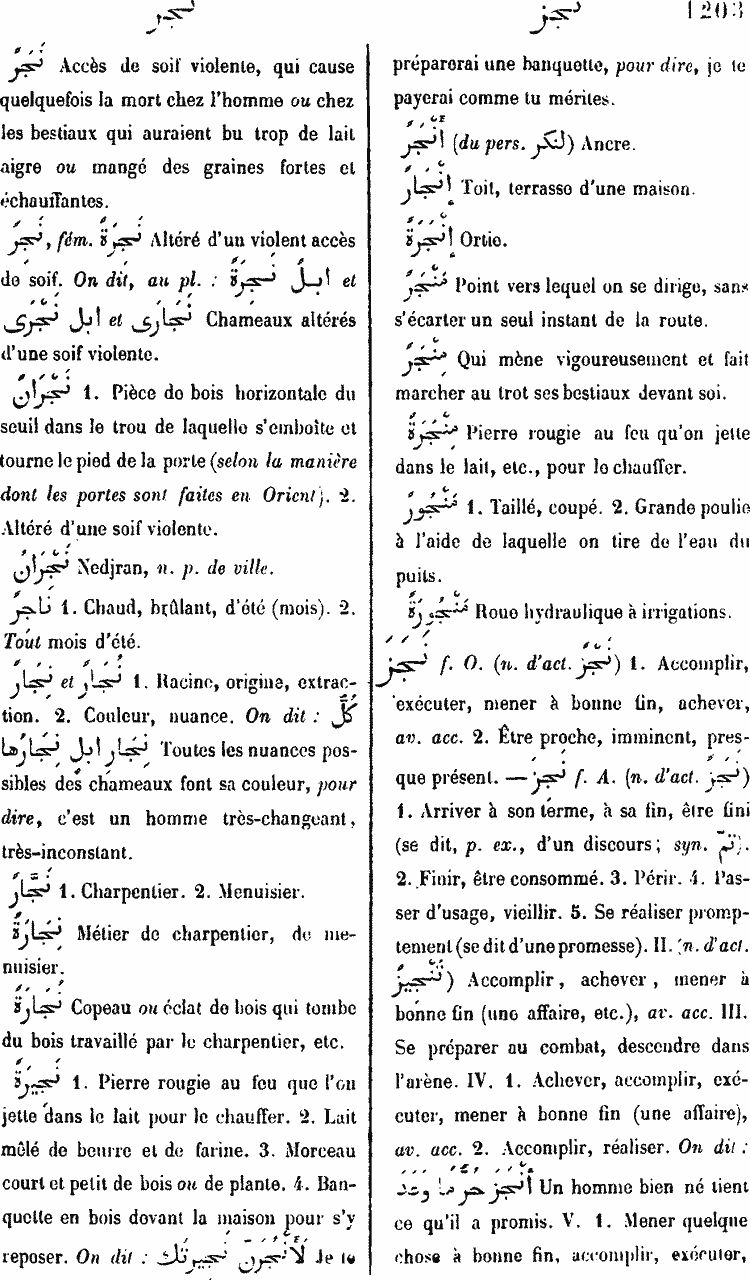 نجر
نجز
1203
نَجَرٌ Accès de soif violente, qui cause
quelquefois la mort chez l'homme ou chez
les bestiaux qui auraient bu trop de lait
aigre ou mangé des graines fortes et
échauffantes.
نَجِرٌ, fém. نَجِرَةٌ Altéré d'un violent accès
de soif. On dit, au pl. : ابلٌ نَجِرَةٌ et
ابل نَجْرَى et نَجَارَى Chameaux altérés
d'une soif violente.
نَجْرَانٌ 1. Pièce de bois horizontale du
seuil dans le trou de laquelle s'emboîte et
tourne le pied de la porte (selon la manière
dont les portes sont faites en Orient). 2.
Altéré d'une soif violente.
نَجْرَانُ Nedjran, n. p. de ville.
نَاجِرٌ 1. Chaud, brûlant, d'été (mois). 2.
Tout mois d'été.
نِجَارٌ et نُجَارٌ 1. Racine, origine, extrac-
tion. 2. Couleur, nuance. On dit : كُلُّ
نِجَارِ ابل نِجَارُهَا Toutes les nuances pos-
sibles des chameaux font sa couleur, pour
dire, c'est un homme très-changeant,
très-inconstant.
نَجَّارٌ 1. Charpentier. 2. Menuisier.
نِجَارَةٌ Métier de charpentier, de me-
nuisier.
نُجَارَةٌ Copeau ou éclat de bois qui tombe
du bois travaillé par le charpentier, etc.
نَجِيرَةٌ 1. Pierre rougie au feu que l'on
jette dans le lait pour le chauffer. 2. Lait
mêlé de beurre et de farine. 3. Morceau
court et petit de bois ou de plante. 4. Ban-
quette en bois devant la maison pour s'y
reposer. On dit : لَأَنْجُرَنَّ نَجِيرَتَكَ Je te
préparerai une banquette, pour dire, je te
payerai comme tu mérites.
أَنْجَرٌ (du pers. لنكر) Ancre.
إِنْجَارٌ Toit, terrasse d'une maison.
إِنْجَرَةٌ Ortie.
مَنْجَرٌ Point vers lequel on se dirige, sans
s'écarter un seul instant de la route.
مِنْجَرٌ Qui mène vigoureusement et fait
marcher au trot ses bestiaux devant soi.
مِنْجَرَةٌ Pierre rougie au feu qu'on jette
dans le lait, etc., pour le chauffer.
مَنْجُورٌ 1. Taillé, coupé. 2. Grande poulie
à l'aide de laquelle on tire de l'eau du
puits.
مَنْجُورَةٌ Roue hydraulique à irrigations.
نَجَزَ f. O. (n. d'act. نَجْزٌ) 1. Accomplir,
exécuter, mener à bonne fin, achever,
av. acc. 2. Être proche, imminent, pres-
que présent. — نَجِزَ f. A. (n. d'act. نَجَزٌ)
1. Arriver à son terme, à sa fin, être fini
(se dit, p. ex., d'un discours; syn. تَمَّ).
2. Finir, être consommé. 3. Périr. 4. Pas-
ser d'usage, vieillir. 5. Se réaliser promp-
tement (se dit d'une promesse). II. (n. d'act.
تَنْجِيزٌ) Accomplir, achever, mener à
bonne fin (une affaire, etc.), av. acc. III.
Se préparer au combat, descendre dans
l'arène. IV. 1. Achever, accomplir, exé-
cuter, mener à bonne fin (une affaire),
av. acc. 2. Accomplir, réaliser. On dit :
أَنْجَزَ حُرٌّ مَا وَعَدَ Un homme bien né tient
ce qu'il a promis. V. 1. Mener quelque
chose à bonne fin, accomplir, exécuter,